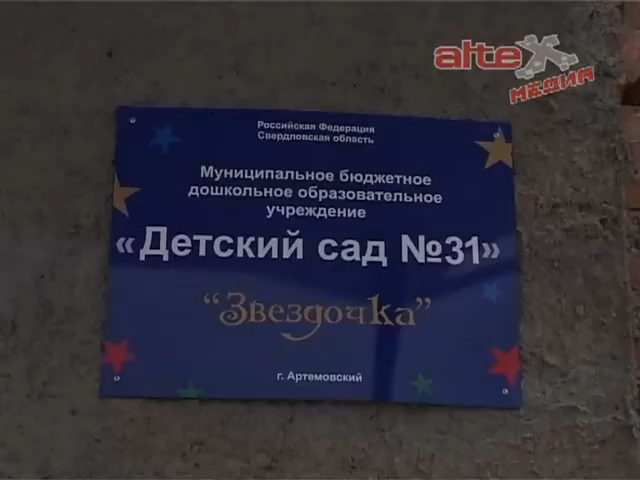 alteX
МЕДИА
Российская Федерация
Свердловская область
Муниципальное бюджетное
дошкольное образовательное
учреждение
«Детский сад №31»
“Звездочка”
г. Артемовский